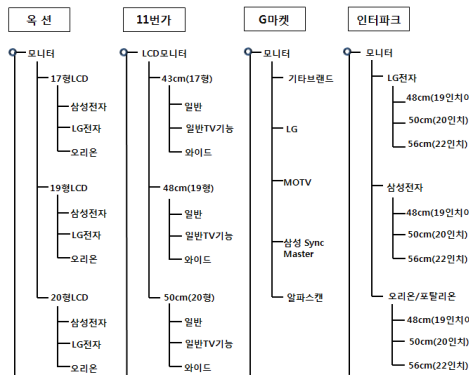 옥 션
모니터
17형LCD
삼성전자
LG전자
오리온
19형LCD
삼성전자
LG전자
오리온
20형LCD
삼성전자
LG전자
오리온
11번가
LCD모니터
43cm(17형)
일반
일반TV기능
와이드
48cm(19형)
일반
일반TV기능
와이드
50cm(20형)
일반
일반TV기능
와이드
G마켓
모니터
기타브랜드
LG
MOTV
삼성 Sync
Master
알파스캔
인터파크
모니터
LG전자
48cm(19인치이
50cm(20인치)
56cm(22인치)
삼성전자
48cm(19인치이
50cm(20인치)
56cm(22인치)
오리온/포탈리온
48cm(19인치이
50cm(20인치)
56cm(22인치)